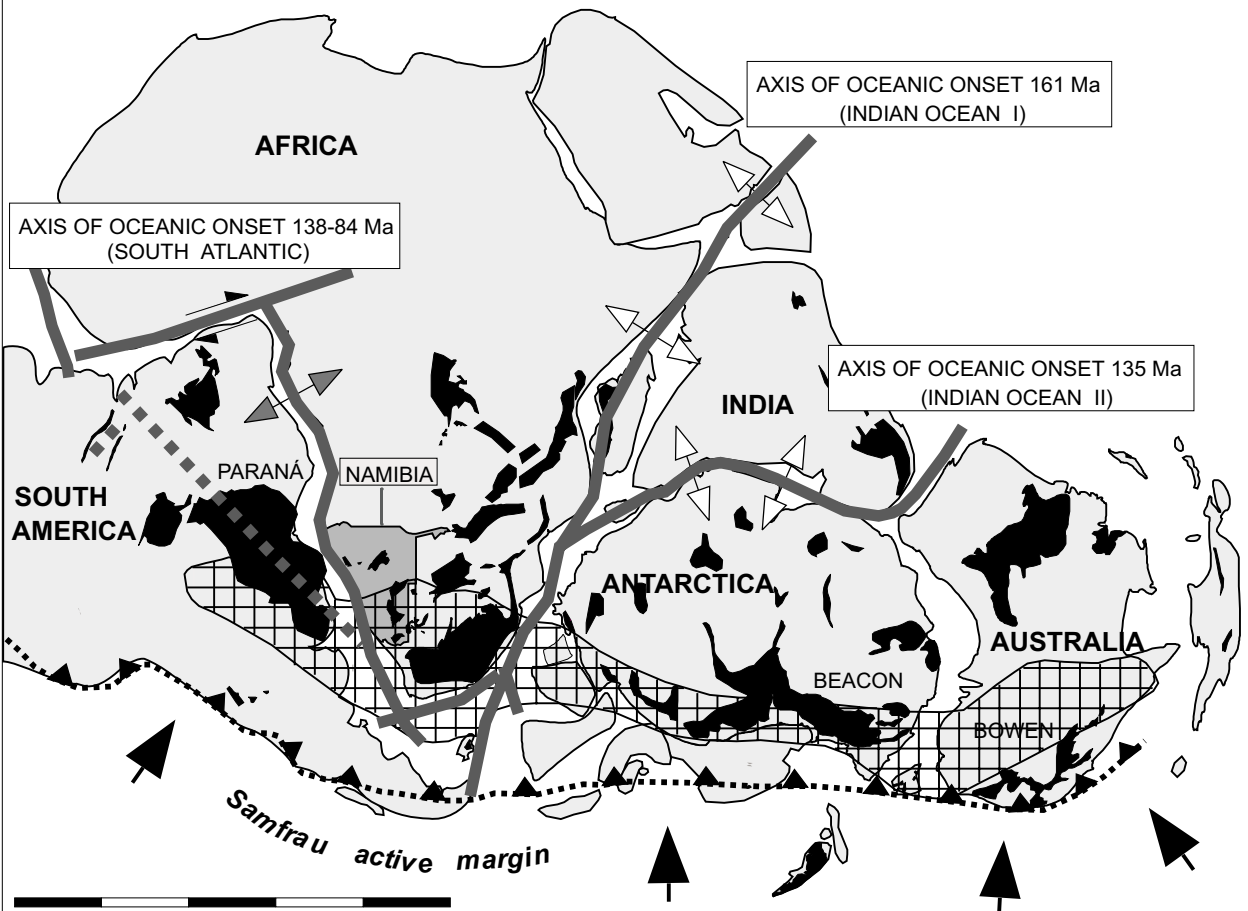 AXIS OF OCEANIC ONSET 161 Ma
(INDIAN OCEAN I)
AFRICA
AXIS OF OCEANIC ONSET 138-84 Ma
(SOUTH ATLANTIC)
AXIS OF OCEANIC ONSET 135 Ma
(INDIAN OCEAN II)
INDIA
PARANÁ
NAMIBIA
SOUTH
AMERICA
ANTARCTICA
AUSTRALIA
BEACON
BOWEN
Samfrau active margin